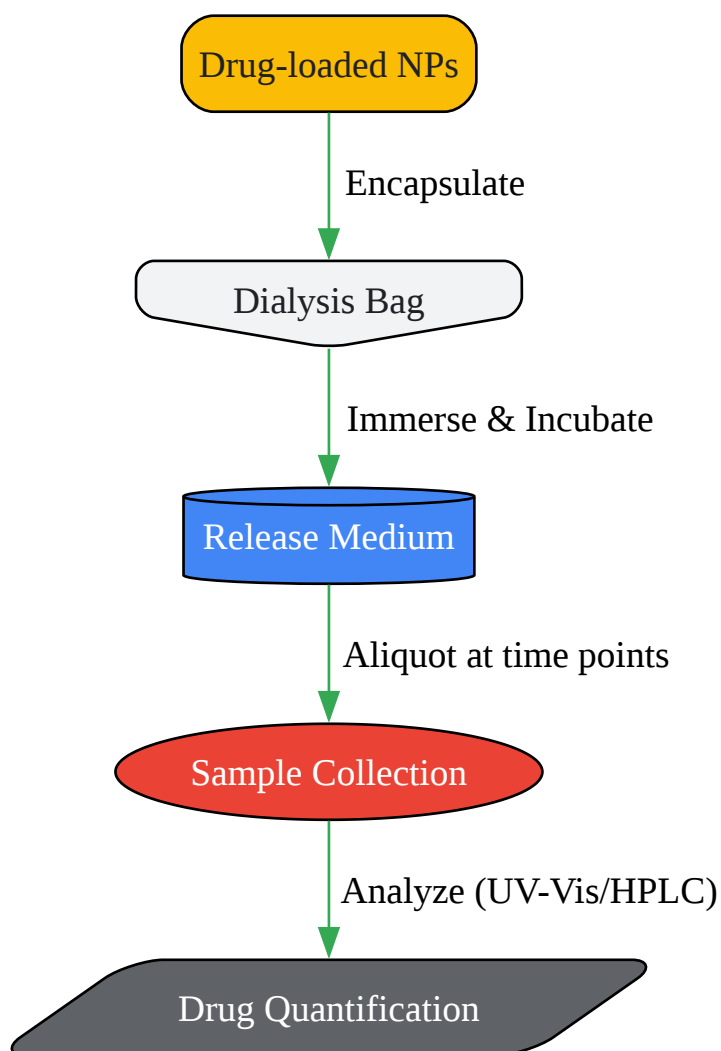 Drug-loaded NPs
Encapsulate
Dialysis Bag
Immerse & Incubate
Release Medium
Aliquot at time points
Sample Collection
Analyze (UV-Vis/HPLC)
Drug Quantification